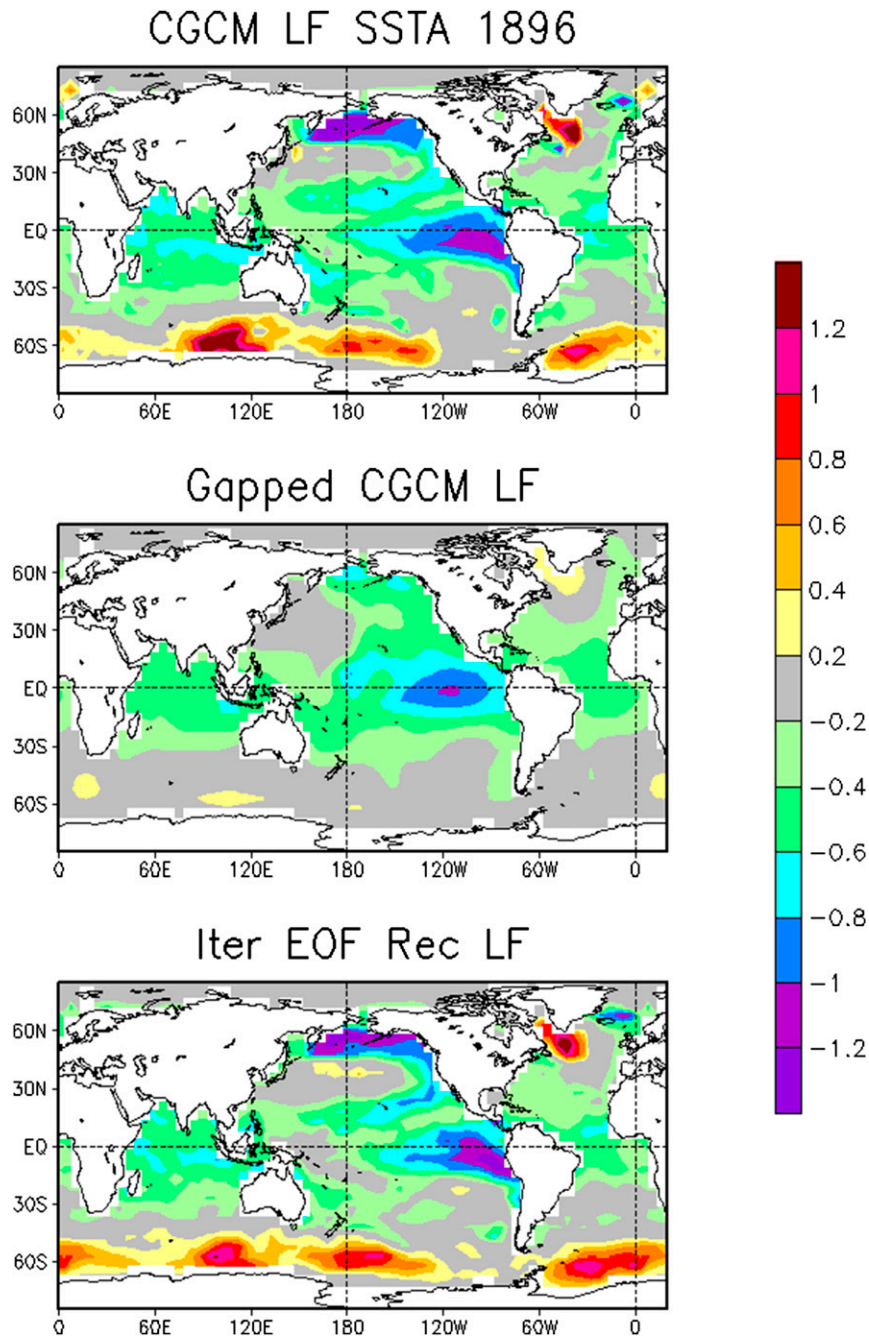 CGCM LF SSTA 1896
60N
30N
EQ
30S
60S
0 60E 120E 180 120W 60W 0
Gapped CGCM LF
60N
30N
EQ
30S
60S
0 60E 120E 180 120W 60W 0
Iter EOF Rec LF
60N
30N
EQ
30S
60S
0 60E 120E 180 120W 60W 0
1.2
1
0.8
0.6
0.4
0.2
−0.2
−0.4
−0.6
−0.8
−1
−1.2